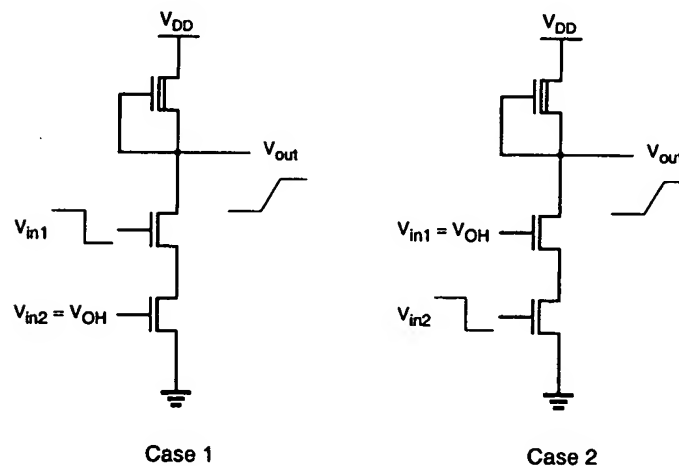 VDD
Vout
Vin1
Vin2 = VOH
Case 1
VDD
Vout
Vin1 = VOH
Vin2
Case 2